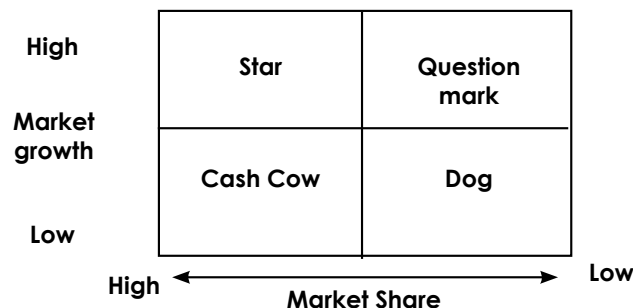 High
Star
Question
mark
Market
growth
Cash Cow
Dog
Low
High
Low
Market Share